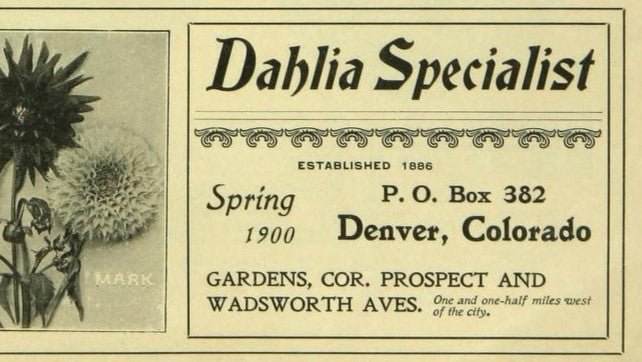 Dahlia Specialist
ESTABLISHED 1886
Spring
1900
P. O. Box 382
Denver, Colorado
GARDENS, COR. PROSPECT AND
WADSWORTH AVES. One and one-half miles west
of the city.
MARK